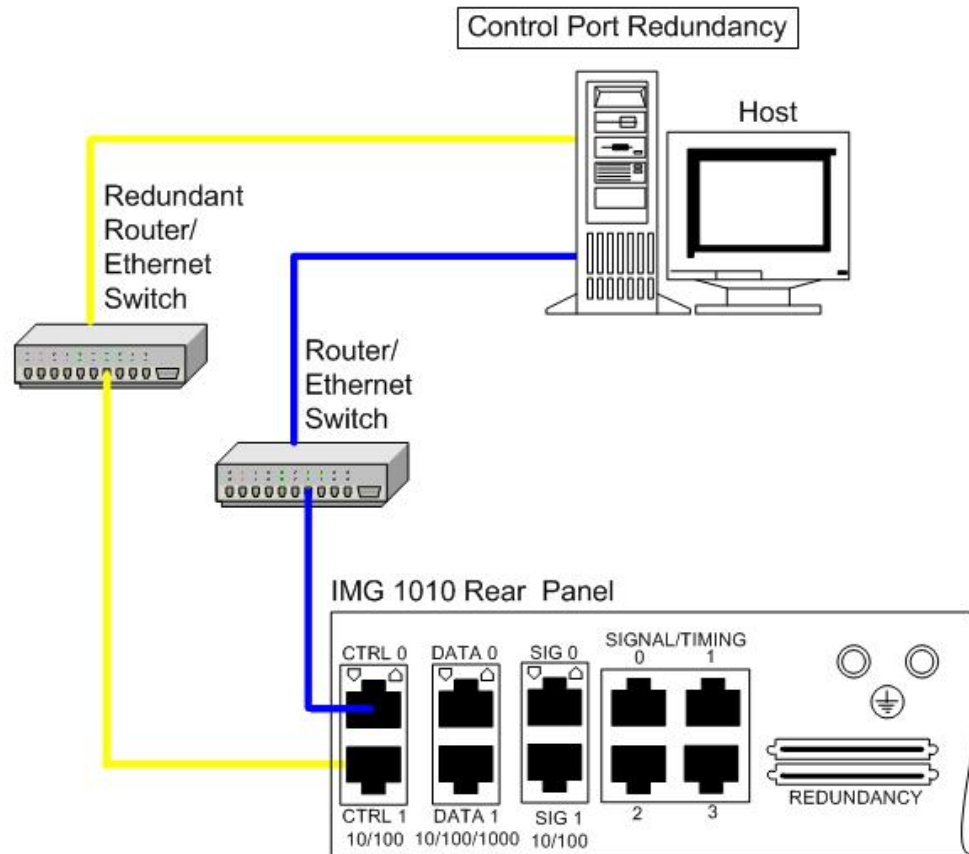 Control Port Redundancy
Host
Redundant
Router/
Ethernet
Switch
Router/
Ethernet
Switch
IMG 1010 Rear Panel
CTRL 0
DATA 0
SIG 0
SIGNAL/TIMING
0
1
CTRL 1
10/100
DATA 1
10/100/1000
SIG 1
10/100
2
3
REDUNDANCY